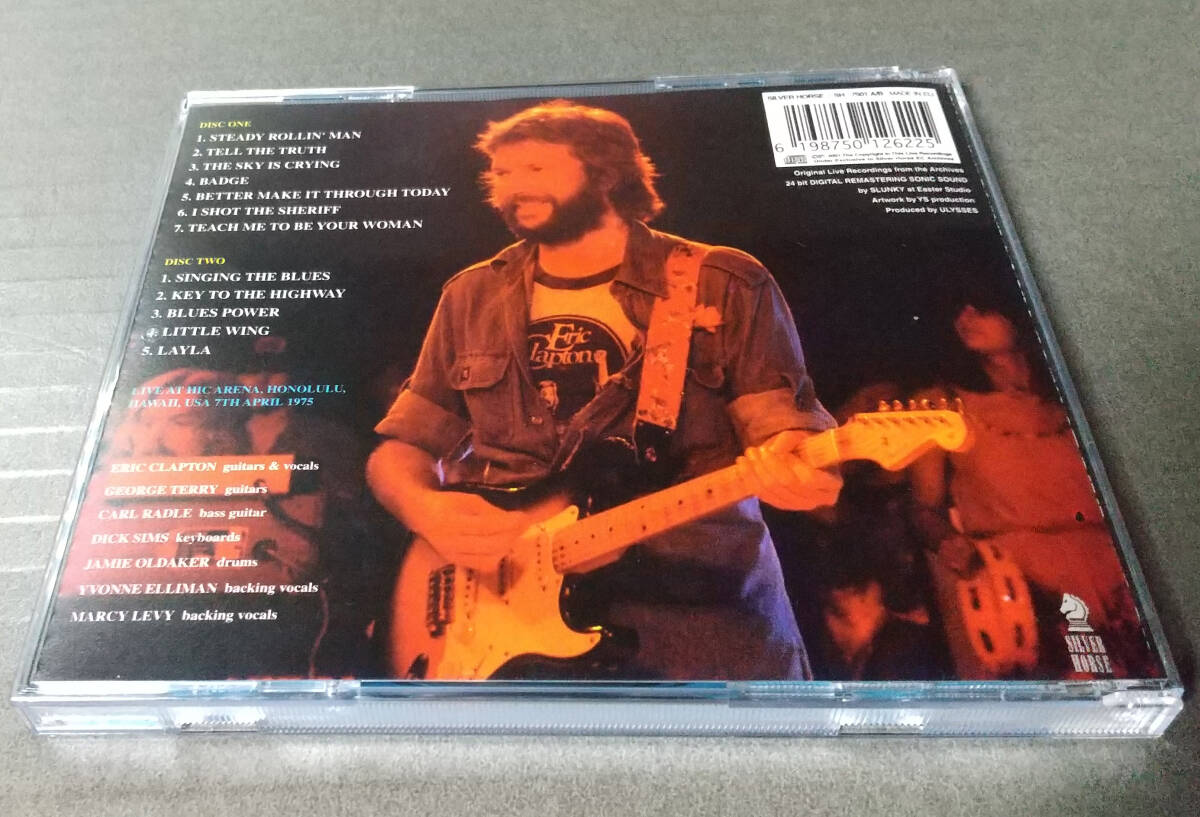 DISC ONE
1. STEADY ROLLIN' MAN
2. TELL THE TRUTH
3. THE SKY IS CRYING
4. BADGE
5. BETTER MAKE IT THROUGH TODAY
6. I SHOT THE SHERIFF
7. TEACH ME TO BE YOUR WOMAN
DISC TWO
1. SINGING THE BLUES
2. KEY TO THE HIGHWAY
3. BLUES POWER
4. LITTLE WING
5. LAYLA
LIVE AT HIC ARENA, HONOLULU,
HAWAII, USA 7TH APRIL 1975
ERIC CLAPTON guitars & vocals
GEORGE TERRY guitars
CARL RADLE bass guitar
DICK SIMS keyboards
JAMIE OLDAKER drums
YVONNE ELLIMAN backing vocals
MARCY LEVY backing vocals
Eric
Clapton
SILVER HORSE SH 7501 A/B MADE IN EU
6 198750 126225
Original Live Recordings from the Archives
24 bit DIGITAL REMASTERING SONIC SOUND
by SLUNKY at Easter Studio
Artwork by YS production
Produced by ULYSSES
SILVER
HORSE